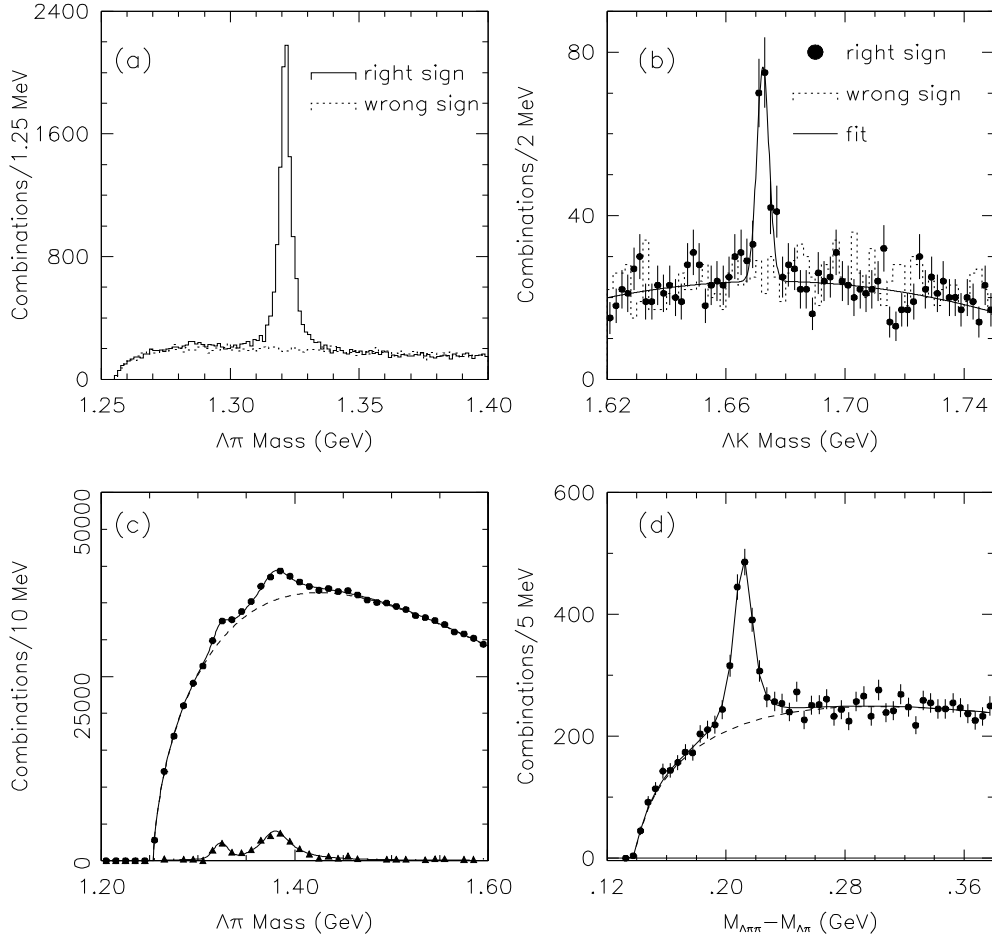 (a)
right sign
wrong sign
2400
1600
800
0
Combinations/1.25 MeV
1.25
1.30
1.35
1.40
Λπ Mass (GeV)
(b)
right sign
wrong sign
fit
80
40
0
Combinations/2 MeV
1.62
1.66
1.70
1.74
ΛK Mass (GeV)
(c)
50000
25000
0
Combinations/10 MeV
1.20
1.40
1.60
Λπ Mass (GeV)
(d)
600
400
200
0
Combinations/5 MeV
.12
.20
.28
.36
M_Λππ−M_Λπ (GeV)